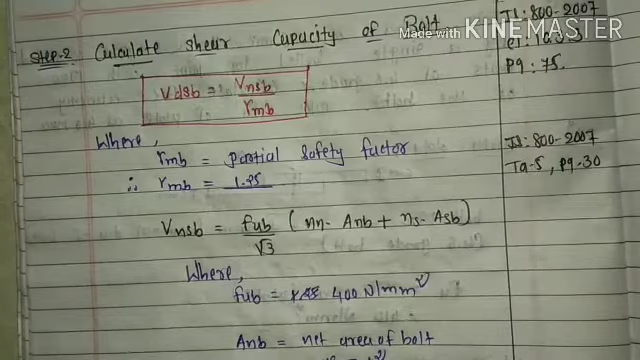 Step-2 Calculate shear Capacity of Bolt
IS:800-2007
Made with KINEMASTER
Pg: 75.
Vdsb = Vnsb / γmb
Where,
γmb = partial safety factor
∴ γmb = 1.25
IS:800-2007
Ta-5, pg-30
Vnsb = fub/√3 (nn- Anb + ns- Asb)
Where,
fub = 400 N/mm²
Anb = net area of bolt